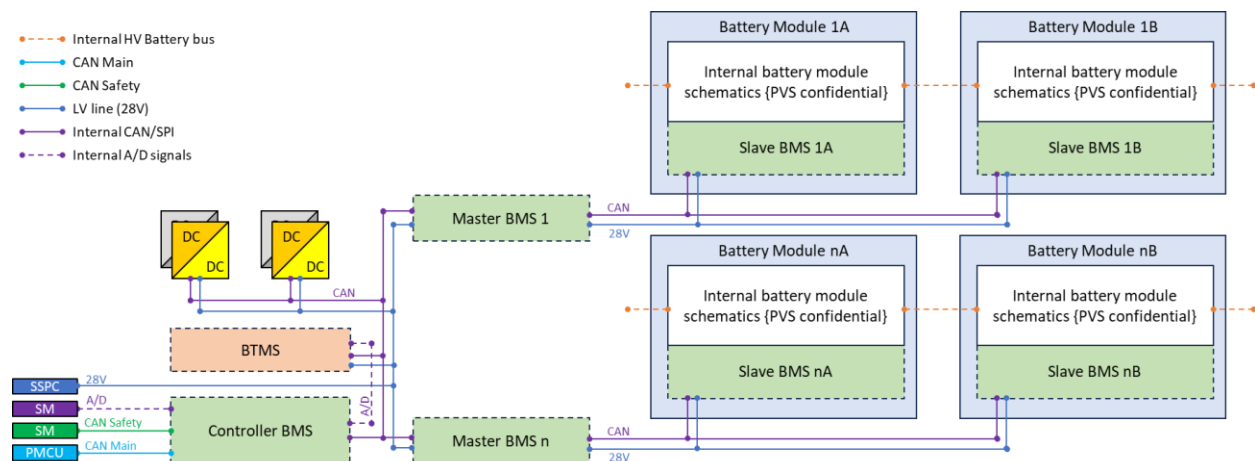 Internal HV Battery bus
CAN Main
CAN Safety
LV line (28V)
Internal CAN/SPI
Internal A/D signals
Battery Module 1A
Internal battery module
schematics {PVS confidential}
Slave BMS 1A
Battery Module 1B
Internal battery module
schematics {PVS confidential}
Slave BMS 1B
Master BMS 1
CAN
28V
DC
DC
DC
DC
CAN
Battery Module nA
Internal battery module
schematics {PVS confidential}
Slave BMS nA
Battery Module nB
Internal battery module
schematics {PVS confidential}
Slave BMS nB
BTMS
SSPC
28V
SM
A/D
SM
CAN Safety
PMCU
CAN Main
Controller BMS
A/D
Master BMS n
CAN
28V